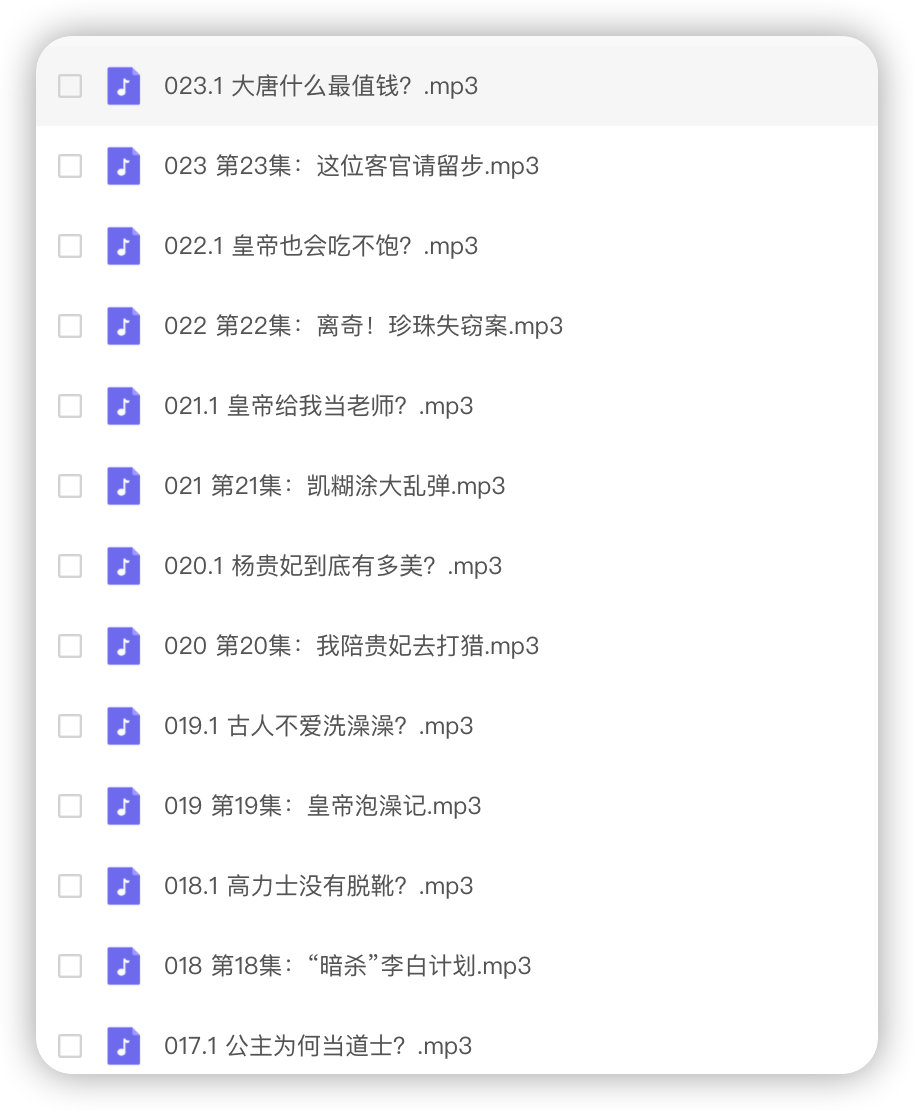 023.1 大唐什么最值钱？.mp3
023 第23集：这位客官请留步.mp3
022.1 皇帝也会吃不饱？.mp3
022 第22集：离奇！珍珠失窃案.mp3
021.1 皇帝给我当老师？.mp3
021 第21集：凯糊涂大乱弹.mp3
020.1 杨贵妃到底有多美？.mp3
020 第20集：我陪贵妃去打猎.mp3
019.1 古人不爱洗澡澡？.mp3
019 第19集：皇帝泡澡记.mp3
018.1 高力士没有脱靴？.mp3
018 第18集：“暗杀”李白计划.mp3
017.1 公主为何当道士？.mp3